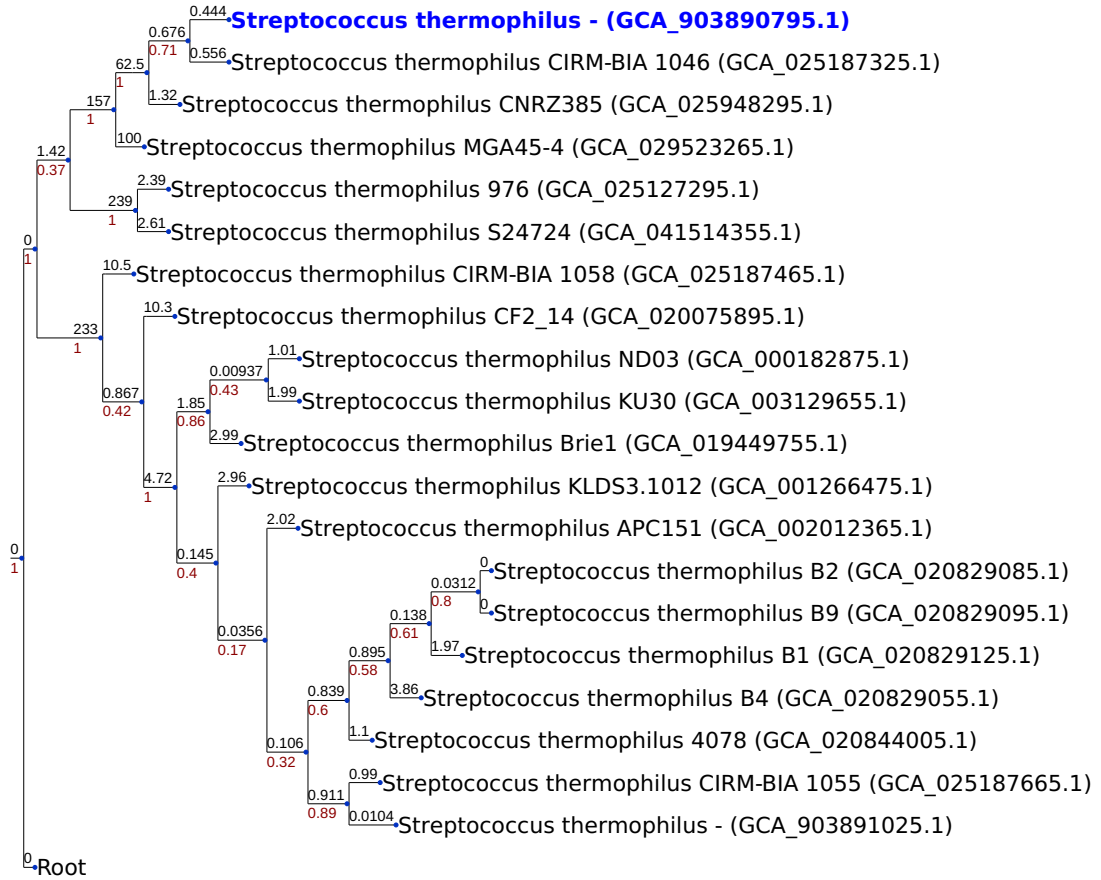 0.444
Streptococcus thermophilus - (GCA_903890795.1)
0.676
0.71
0.556
Streptococcus thermophilus CIRM-BIA 1046 (GCA_025187325.1)
62.5
1
1.32
Streptococcus thermophilus CNRZ385 (GCA_025948295.1)
157
1
100
Streptococcus thermophilus MGA45-4 (GCA_029523265.1)
1.42
0.37
2.39
Streptococcus thermophilus 976 (GCA_025127295.1)
239
1
2.61
Streptococcus thermophilus S24724 (GCA_041514355.1)
0
1
10.5
Streptococcus thermophilus CIRM-BIA 1058 (GCA_025187465.1)
233
1
10.3
Streptococcus thermophilus CF2_14 (GCA_020075895.1)
1.01
Streptococcus thermophilus ND03 (GCA_000182875.1)
0.00937
0.43
0.867
0.42
1.99
Streptococcus thermophilus KU30 (GCA_003129655.1)
1.85
0.86
2.99
Streptococcus thermophilus Brie1 (GCA_019449755.1)
4.72
1
2.96
Streptococcus thermophilus KLDS3.1012 (GCA_001266475.1)
2.02
Streptococcus thermophilus APC151 (GCA_002012365.1)
0
1
0.145
0.4
0
Streptococcus thermophilus B2 (GCA_020829085.1)
0.0312
0.8
0
Streptococcus thermophilus B9 (GCA_020829095.1)
0.138
0.61
0.0356
0.17
1.97
Streptococcus thermophilus B1 (GCA_020829125.1)
0.895
0.58
3.86
Streptococcus thermophilus B4 (GCA_020829055.1)
0.839
0.6
1.1
Streptococcus thermophilus 4078 (GCA_020844005.1)
0.106
0.32
0.99
Streptococcus thermophilus CIRM-BIA 1055 (GCA_025187665.1)
0.911
0.89
0.0104
Streptococcus thermophilus - (GCA_903891025.1)
0
Root